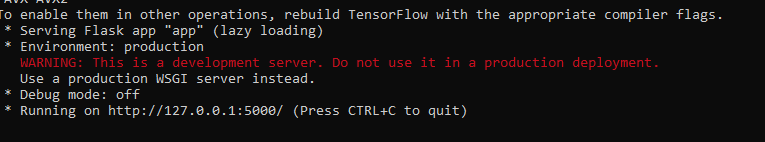 AVX AVX2
To enable them in other operations, rebuild TensorFlow with the appropriate compiler flags.
* Serving Flask app "app" (lazy loading)
* Environment: production
WARNING: This is a development server. Do not use it in a production deployment.
Use a production WSGI server instead.
* Debug mode: off
* Running on http://127.0.0.1:5000/ (Press CTRL+C to quit)